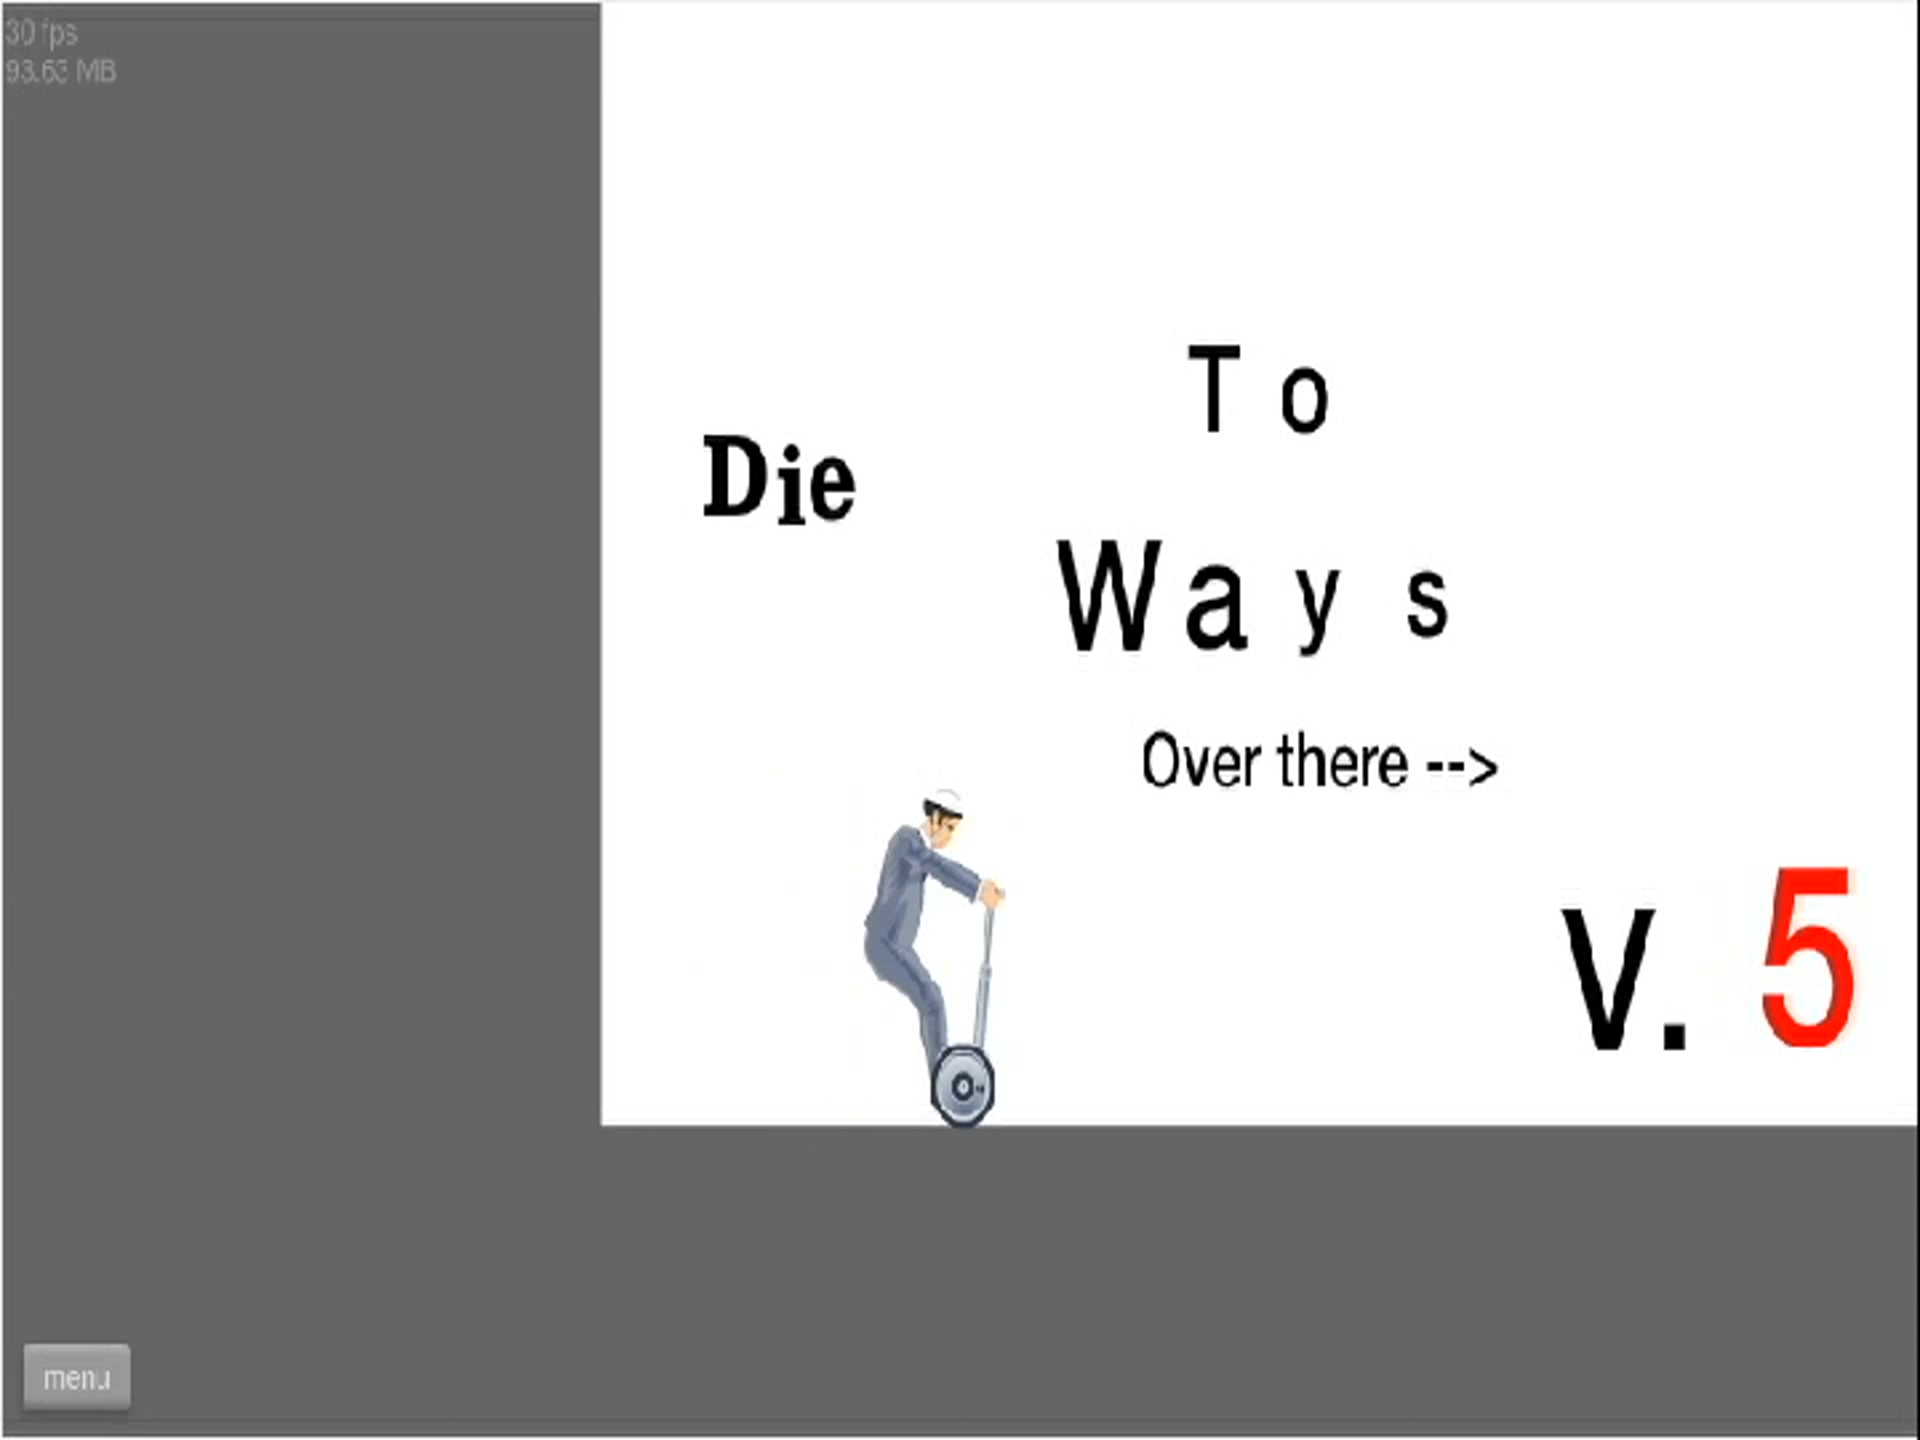 30 fps
93.63 MB
To
Die
Ways
Over there -->
V. 5
menu